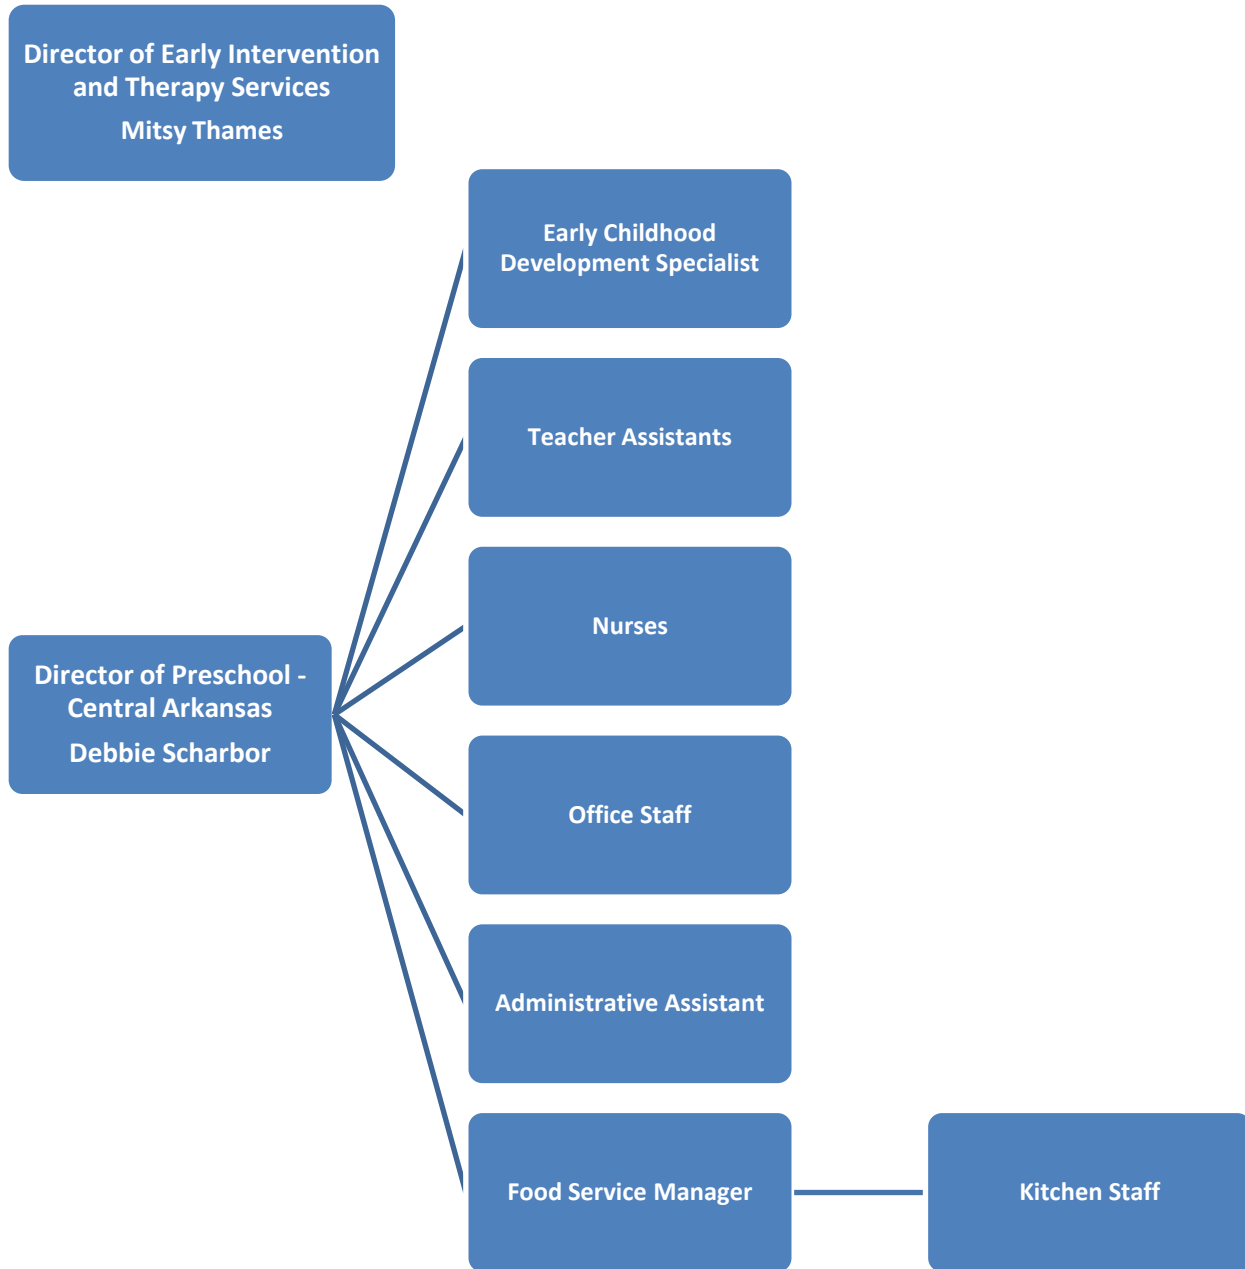 Director of Early Intervention
and Therapy Services
Mitsy Thames
Early Childhood
Development Specialist
Teacher Assistants
Nurses
Director of Preschool -
Central Arkansas
Debbie Scharbor
Office Staff
Administrative Assistant
Food Service Manager
Kitchen Staff